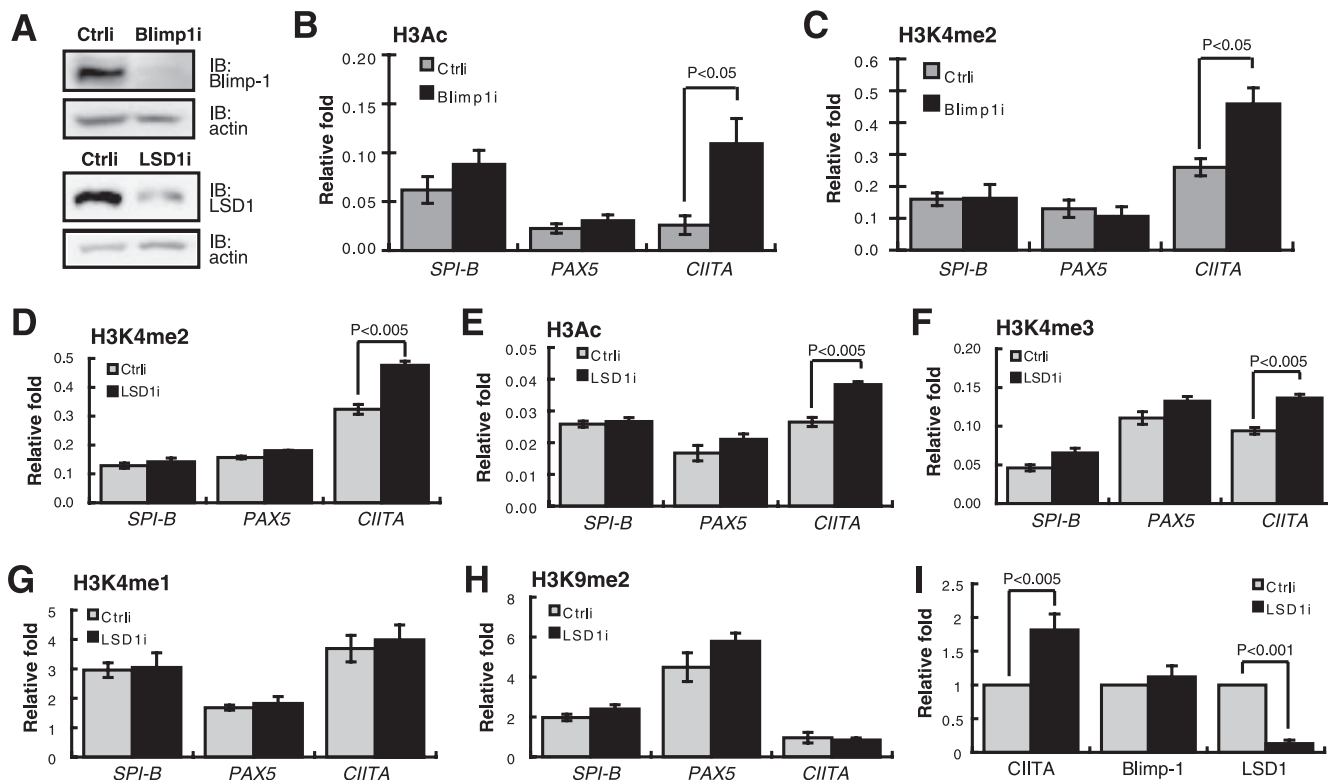 A
Ctrli Blimp1i
IB:
Blimp-1
IB:
actin
Ctrli LSD1i
IB:
LSD1
IB:
actin
B
H3Ac
Ctrli
Blimp1i
P<0.05
Relative fold
0.20
0.15
0.10
0.05
0.00
SPI-B PAX5 CIITA
C
H3K4me2
Ctrli
Blimp1i
P<0.05
Relative fold
0.6
0.5
0.4
0.3
0.2
0.1
0.0
SPI-B PAX5 CIITA
D
H3K4me2
Ctrli
LSD1i
P<0.005
Relative fold
0.5
0.4
0.3
0.2
0.1
0.0
SPI-B PAX5 CIITA
E
H3Ac
Ctrli
LSD1i
P<0.005
Relative fold
0.05
0.04
0.03
0.02
0.01
0.00
SPI-B PAX5 CIITA
F
H3K4me3
Ctrli
LSD1i
P<0.005
Relative fold
0.20
0.15
0.10
0.05
0.00
SPI-B PAX5 CIITA
G
H3K4me1
Ctrli
LSD1i
Relative fold
5
4
3
2
1
0
SPI-B PAX5 CIITA
H
H3K9me2
Ctrli
LSD1i
Relative fold
8
6
4
2
0
SPI-B PAX5 CIITA
I
P<0.005
Ctrli
LSD1i
P<0.001
Relative fold
2.5
2
1.5
1
0.5
0
CIITA Blimp-1 LSD1